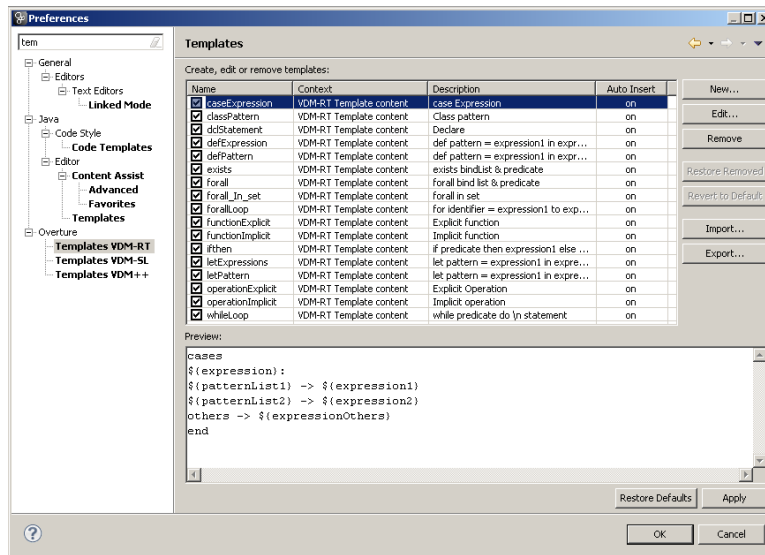 Preferences
tem
General
Editors
Text Editors
Linked Mode
Java
Code Style
Code Templates
Editor
Content Assist
Advanced
Favorites
Templates
Overture
Templates VDM-RT
Templates VDM-SL
Templates VDM++
Templates
Create, edit or remove templates:
Name Context Description Auto Insert
caseExpression VDM-RT Template content case Expression on
classPattern VDM-RT Template content Class pattern on
dclStatement VDM-RT Template content Declare on
defExpression VDM-RT Template content def pattern = expression1 in expr... on
defPattern VDM-RT Template content def pattern = expression1 in expr... on
exists VDM-RT Template content exists bindList & predicate on
forall VDM-RT Template content forall bind list & predicate on
forall_In_set VDM-RT Template content forall in set on
forallLoop VDM-RT Template content for identifier = expression1 to exp... on
functionExplicit VDM-RT Template content Explicit function on
functionImplicit VDM-RT Template content Implicit function on
ifthen VDM-RT Template content if predicate then expression1 else ... on
letExpressions VDM-RT Template content let pattern = expression1 in expre... on
letPattern VDM-RT Template content let pattern = expression1 in expre... on
operationExplicit VDM-RT Template content Explicit Operation on
operationImplicit VDM-RT Template content Implicit operation on
whileLoop VDM-RT Template content while predicate do \n statement on
New...
Edit...
Remove
Restore Removed
Revert to Default
Import...
Export...
Preview:
cases
${expression}:
${patternList1} -> ${expression1}
${patternList2} -> ${expression2}
others -> ${expressionOthers}
end
Restore Defaults Apply
? OK Cancel